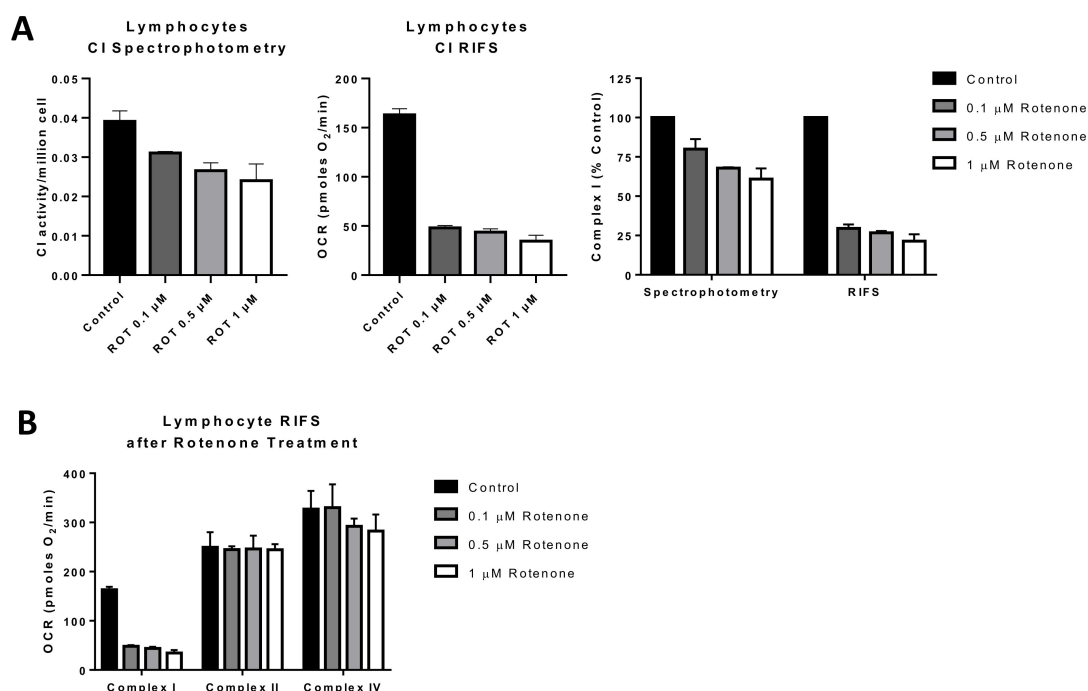 A
Lymphocytes
CI Spectrophotometry
CI activity/million cell
0.05
0.04
0.03
0.02
0.01
0.00
Control
ROT 0.1 µM
ROT 0.5 µM
ROT 1 µM
Lymphocytes
CI RIFS
OCR (pmoles O₂/min)
200
150
100
50
0
Control
ROT 0.1 µM
ROT 0.5 µM
ROT 1 µM
Complex I (% Control)
125
100
75
50
25
0
Spectrophotometry
RIFS
Control
0.1 µM Rotenone
0.5 µM Rotenone
1 µM Rotenone
B
Lymphocyte RIFS
after Rotenone Treatment
OCR (pmoles O₂/min)
400
300
200
100
0
Complex I
Complex II
Complex IV
Control
0.1 µM Rotenone
0.5 µM Rotenone
1 µM Rotenone